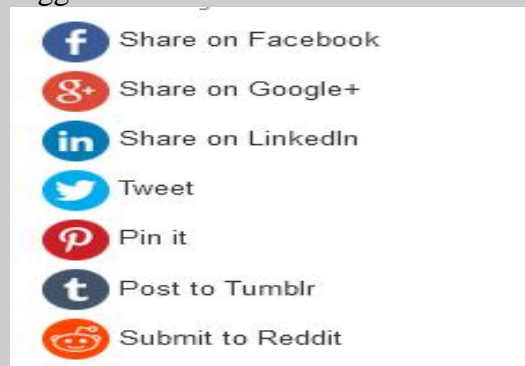 Share on Facebook
Share on Google+
Share on LinkedIn
Tweet
Pin it
Post to Tumblr
Submit to Reddit